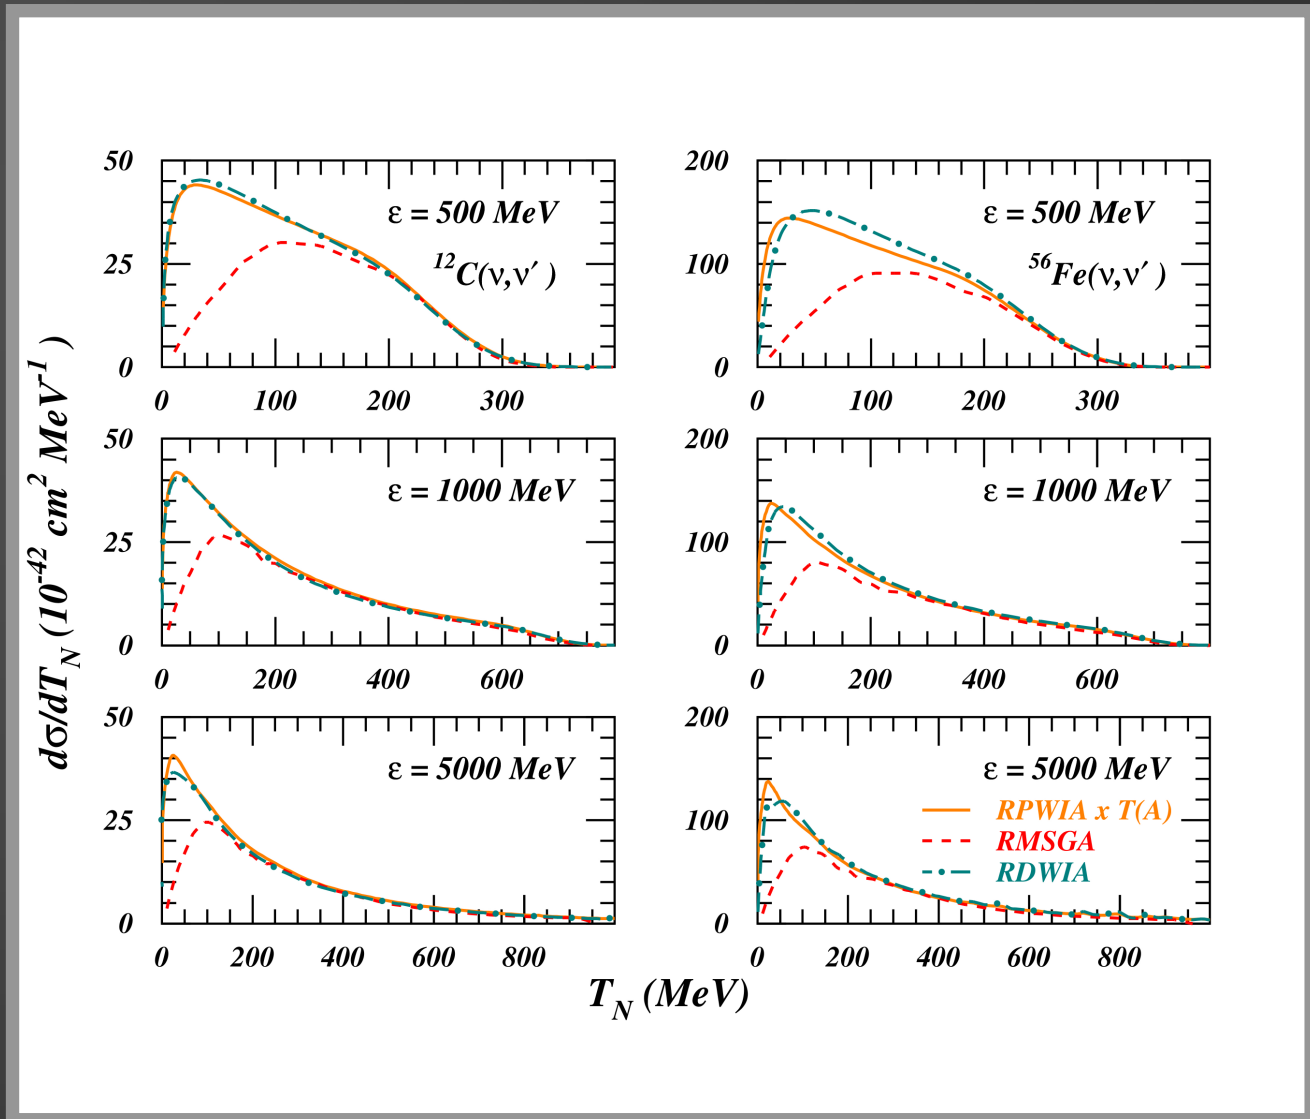 50
25
0
0 100 200 300
ε = 500 MeV
¹²C(ν,ν′ )
200
100
0
0 100 200 300
ε = 500 MeV
⁵⁶Fe(ν,ν′ )
50
25
0
0 200 400 600
ε = 1000 MeV
200
100
0
0 200 400 600
ε = 1000 MeV
50
25
0
0 200 400 600 800
ε = 5000 MeV
200
100
0
0 200 400 600 800
ε = 5000 MeV
RPWIA x T(A)
RMSGA
RDWIA
dσ/dT_N (10⁻⁴² cm² MeV⁻¹ )
T_N (MeV)